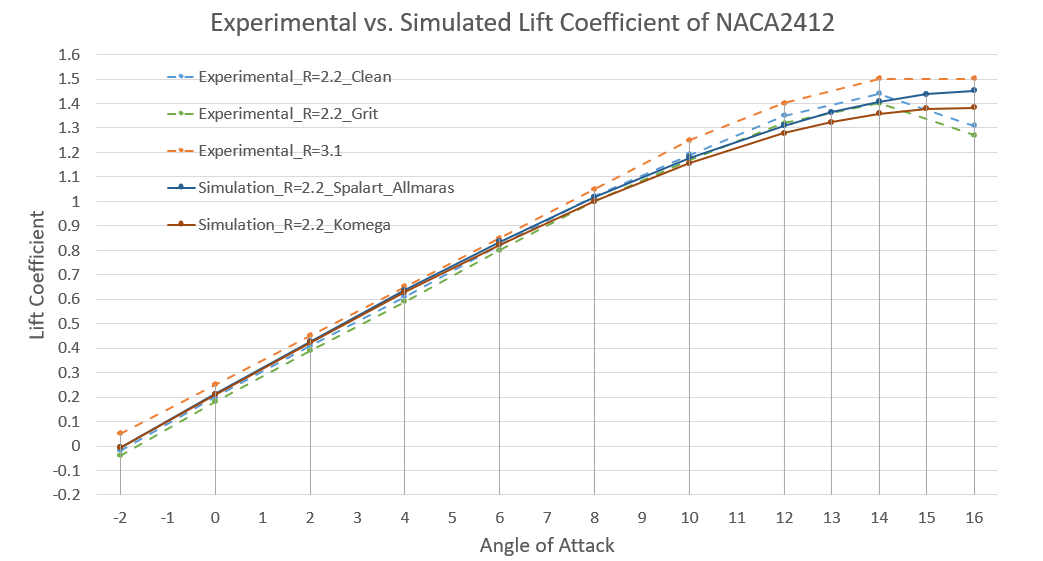 Experimental vs. Simulated Lift Coefficient of NACA2412
1.6
1.5
1.4
1.3
1.2
1.1
1
0.9
0.8
0.7
0.6
0.5
0.4
0.3
0.2
0.1
0
-0.1
-0.2
Lift Coefficient
Experimental_R=2.2_Clean
Experimental_R=2.2_Grit
Experimental_R=3.1
Simulation_R=2.2_Spalart_Allmaras
Simulation_R=2.2_Komega
-2 -1 0 1 2 3 4 5 6 7 8 9 10 11 12 13 14 15 16
Angle of Attack